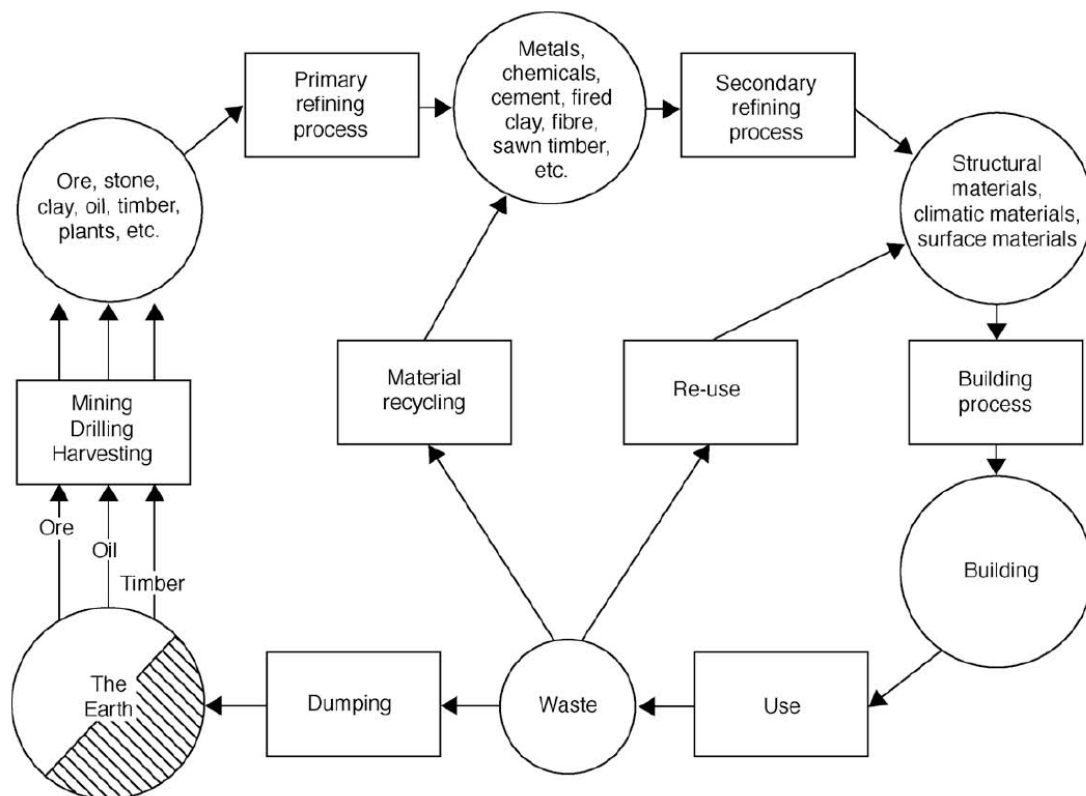 Primary
refining
process
Metals,
chemicals,
cement, fired
clay, fibre,
sawn timber,
etc.
Secondary
refining
process
Ore, stone,
clay, oil, timber,
plants, etc.
Structural
materials,
climatic materials,
surface materials
Mining
Drilling
Harvesting
Material
recycling
Re-use
Building
process
Ore
Oil
Timber
Building
The
Earth
Dumping
Waste
Use